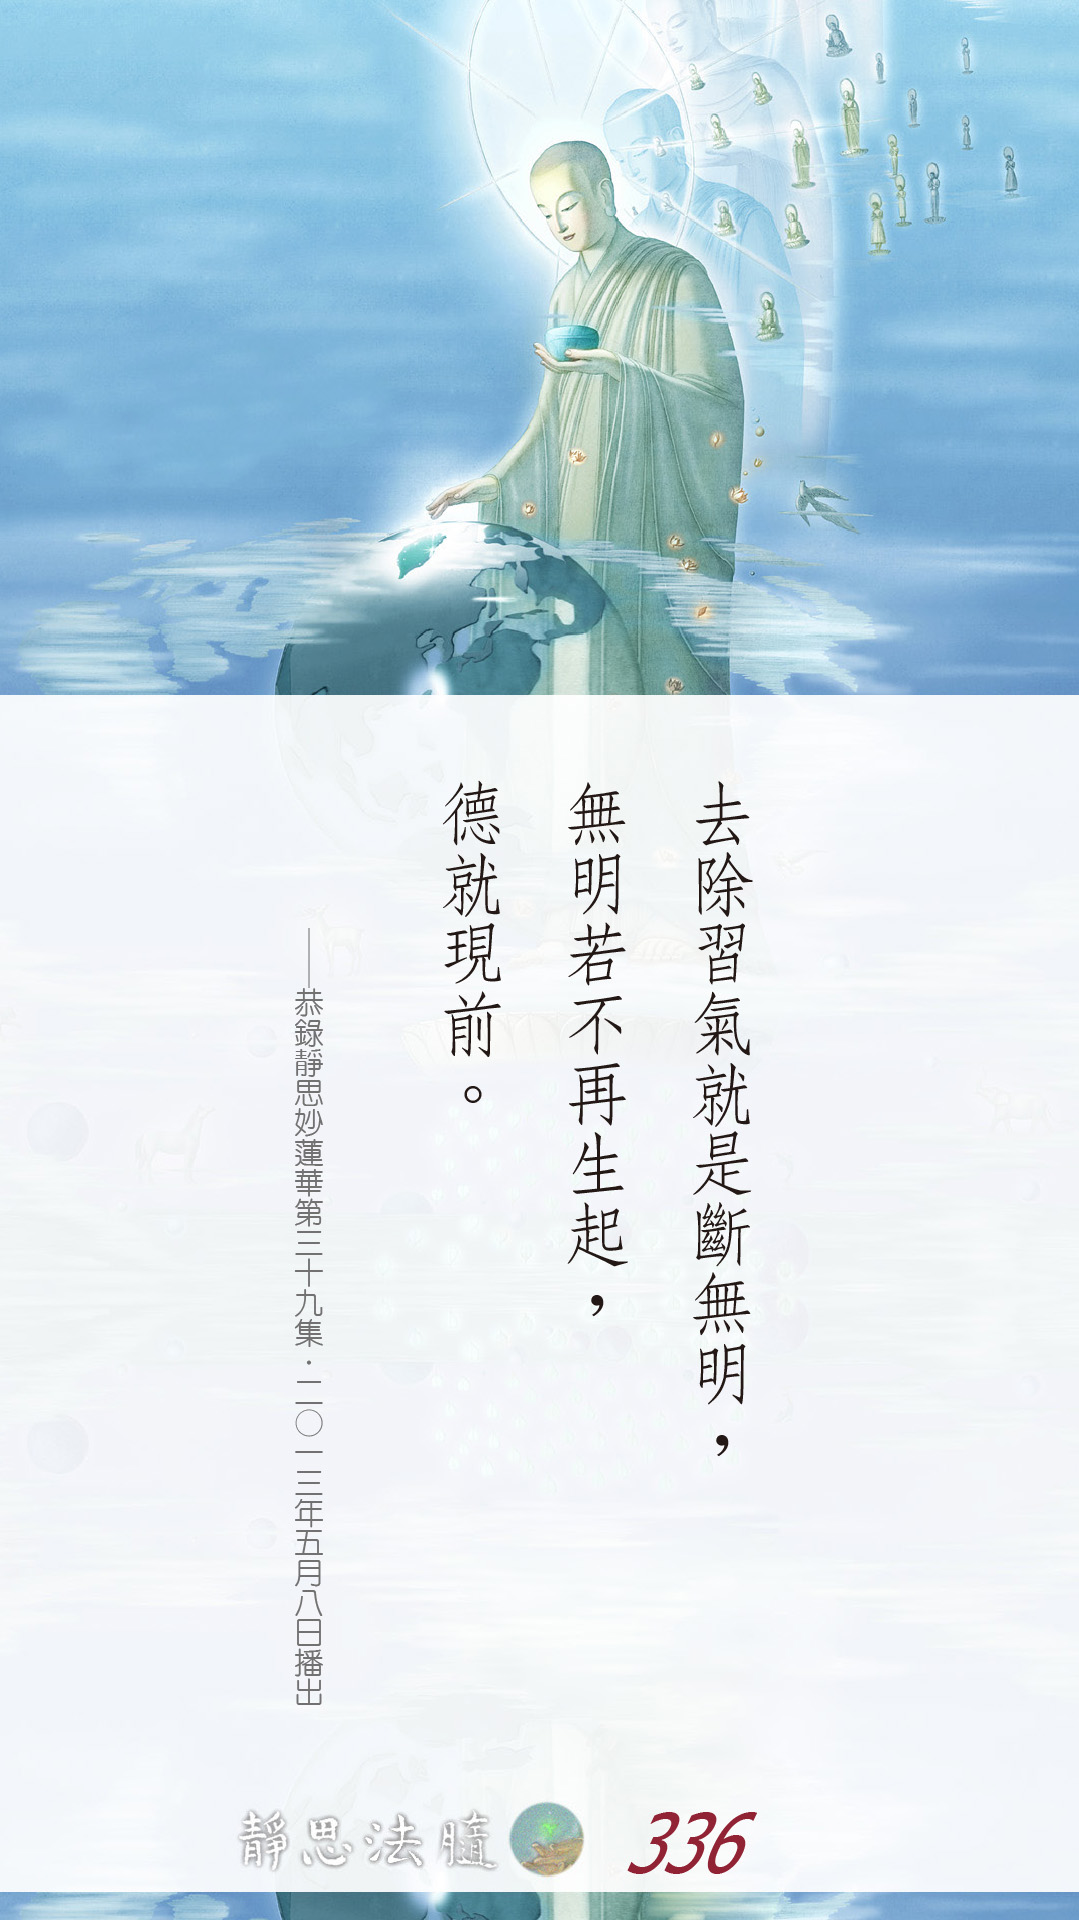 去除習氣就是斷無明，
無明若不再生起，
德就現前。
——恭錄靜思妙蓮華第三十九集．二〇一三年五月八日播出
靜思法髓
336